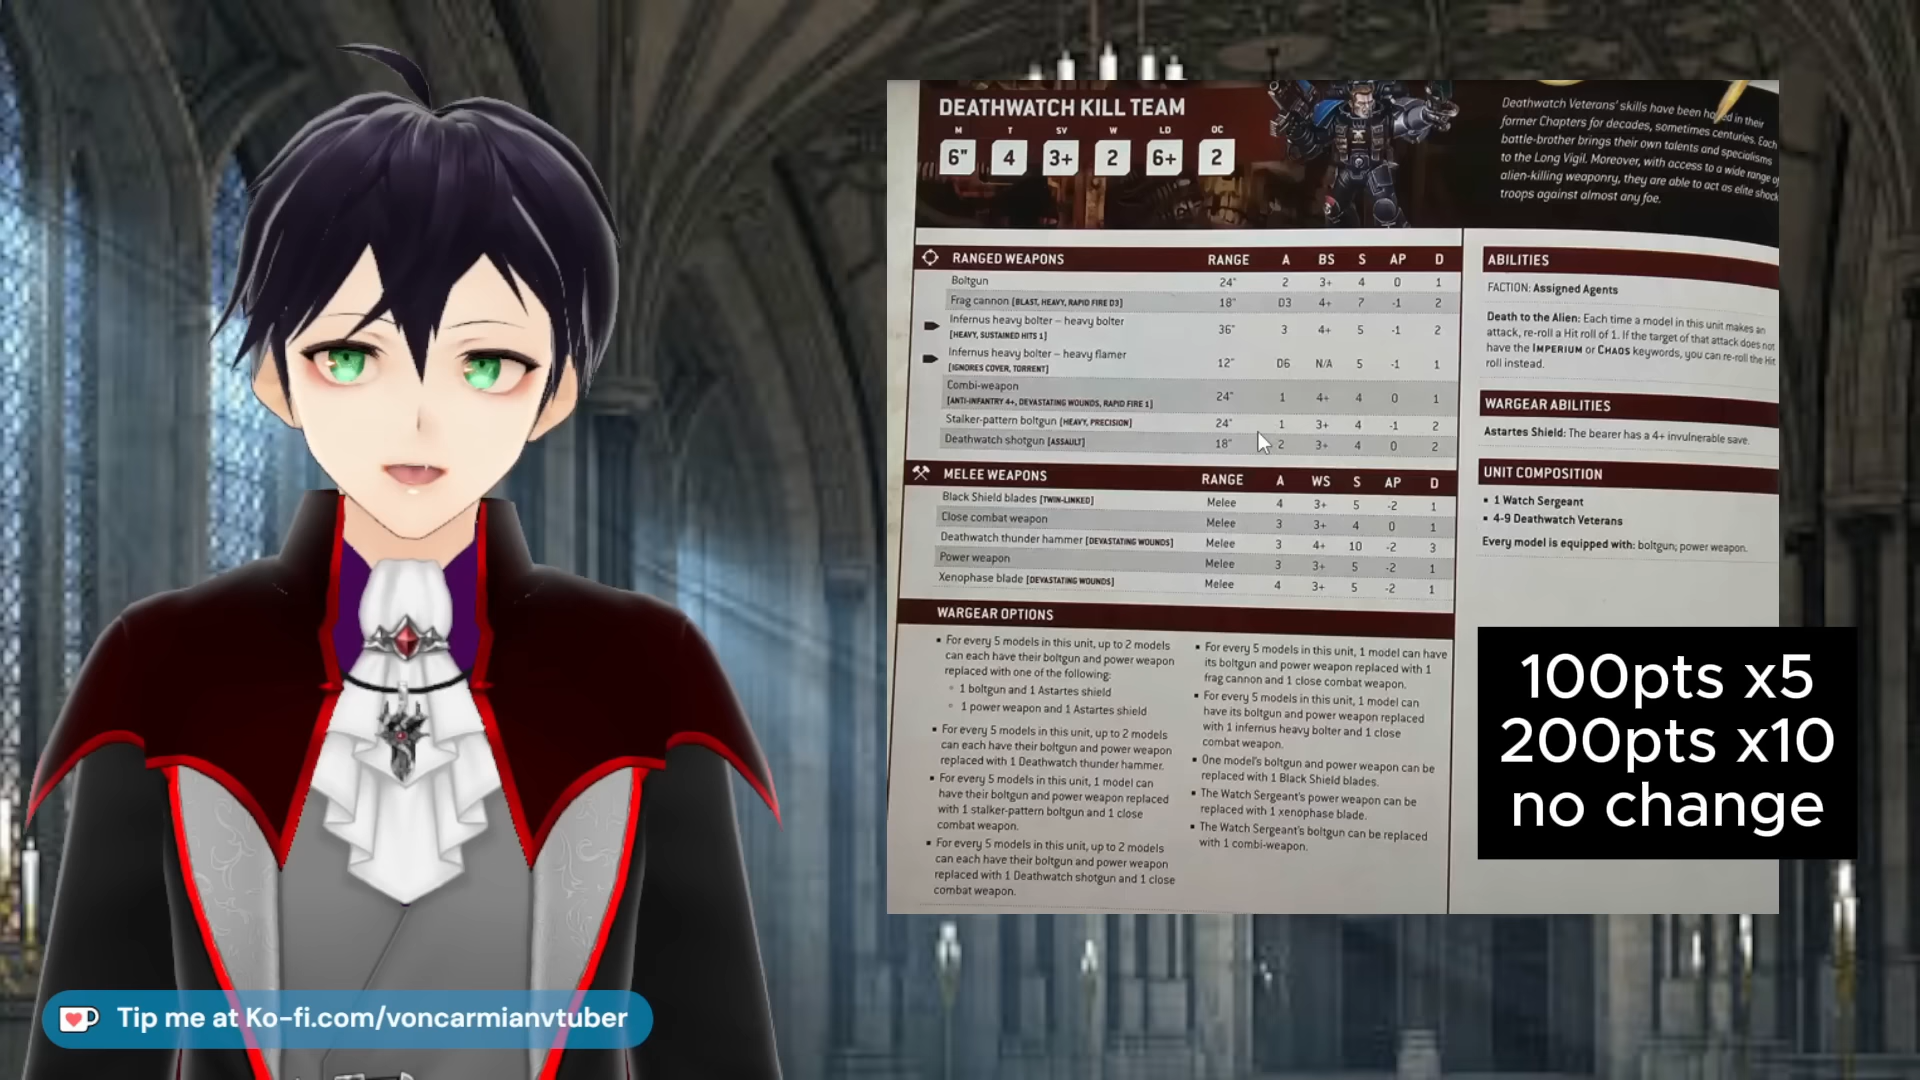 DEATHWATCH KILL TEAM
M T SV W LD OC
6" 4 3+ 2 6+ 2
Deathwatch Veterans' skills have been honed in their
former Chapters for decades, sometimes centuries. Each
battle-brother brings their own talents and specialisms
to the Long Vigil. Moreover, with access to a wide range of
alien-killing weaponry, they are able to act as elite shock
troops against almost any foe.
RANGED WEAPONS RANGE A BS S AP D
Boltgun 24" 2 3+ 4 0 1
Frag cannon [BLAST, HEAVY, RAPID FIRE D3] 18" D3 4+ 7 -1 2
Infernus heavy bolter – heavy bolter
[HEAVY, SUSTAINED HITS 1] 36" 3 4+ 5 -1 2
Infernus heavy bolter – heavy flamer
[IGNORES COVER, TORRENT] 12" D6 N/A 5 -1 1
Combi-weapon
[ANTI-INFANTRY 4+, DEVASTATING WOUNDS, RAPID FIRE 1] 24" 1 4+ 4 0 1
Stalker-pattern boltgun [HEAVY, PRECISION] 24" 1 3+ 4 -1 2
Deathwatch shotgun [ASSAULT] 18" 2 3+ 4 0 2
MELEE WEAPONS RANGE A WS S AP D
Black Shield blades [TWIN-LINKED] Melee 4 3+ 5 -2 1
Close combat weapon Melee 3 3+ 4 0 1
Deathwatch thunder hammer [DEVASTATING WOUNDS] Melee 3 4+ 10 -2 3
Power weapon Melee 3 3+ 5 -2 1
Xenophase blade [DEVASTATING WOUNDS] Melee 4 3+ 5 -2 1
WARGEAR OPTIONS
▪ For every 5 models in this unit, up to 2 models
can each have their boltgun and power weapon
replaced with one of the following:
◦ 1 boltgun and 1 Astartes shield
◦ 1 power weapon and 1 Astartes shield
▪ For every 5 models in this unit, up to 2 models
can each have their boltgun and power weapon
replaced with 1 Deathwatch thunder hammer.
▪ For every 5 models in this unit, 1 model can
have their boltgun and power weapon replaced
with 1 stalker-pattern boltgun and 1 close
combat weapon.
▪ For every 5 models in this unit, up to 2 models
can each have their boltgun and power weapon
replaced with 1 Deathwatch shotgun and 1 close
combat weapon.
▪ For every 5 models in this unit, 1 model can have
its boltgun and power weapon replaced with 1
frag cannon and 1 close combat weapon.
▪ For every 5 models in this unit, 1 model can
have its boltgun and power weapon replaced
with 1 infernus heavy bolter and 1 close
combat weapon.
▪ One model's boltgun and power weapon can be
replaced with 1 Black Shield blades.
▪ The Watch Sergeant's power weapon can be
replaced with 1 xenophase blade.
▪ The Watch Sergeant's boltgun can be replaced
with 1 combi-weapon.
ABILITIES
FACTION: Assigned Agents
Death to the Alien: Each time a model in this unit makes an
attack, re-roll a Hit roll of 1. If the target of that attack does not
have the IMPERIUM or CHAOS keywords, you can re-roll the Hit
roll instead.
WARGEAR ABILITIES
Astartes Shield: The bearer has a 4+ invulnerable save.
UNIT COMPOSITION
▪ 1 Watch Sergeant
▪ 4-9 Deathwatch Veterans
Every model is equipped with: boltgun; power weapon.
100pts x5
200pts x10
no change
Tip me at Ko-fi.com/voncarmianvtuber